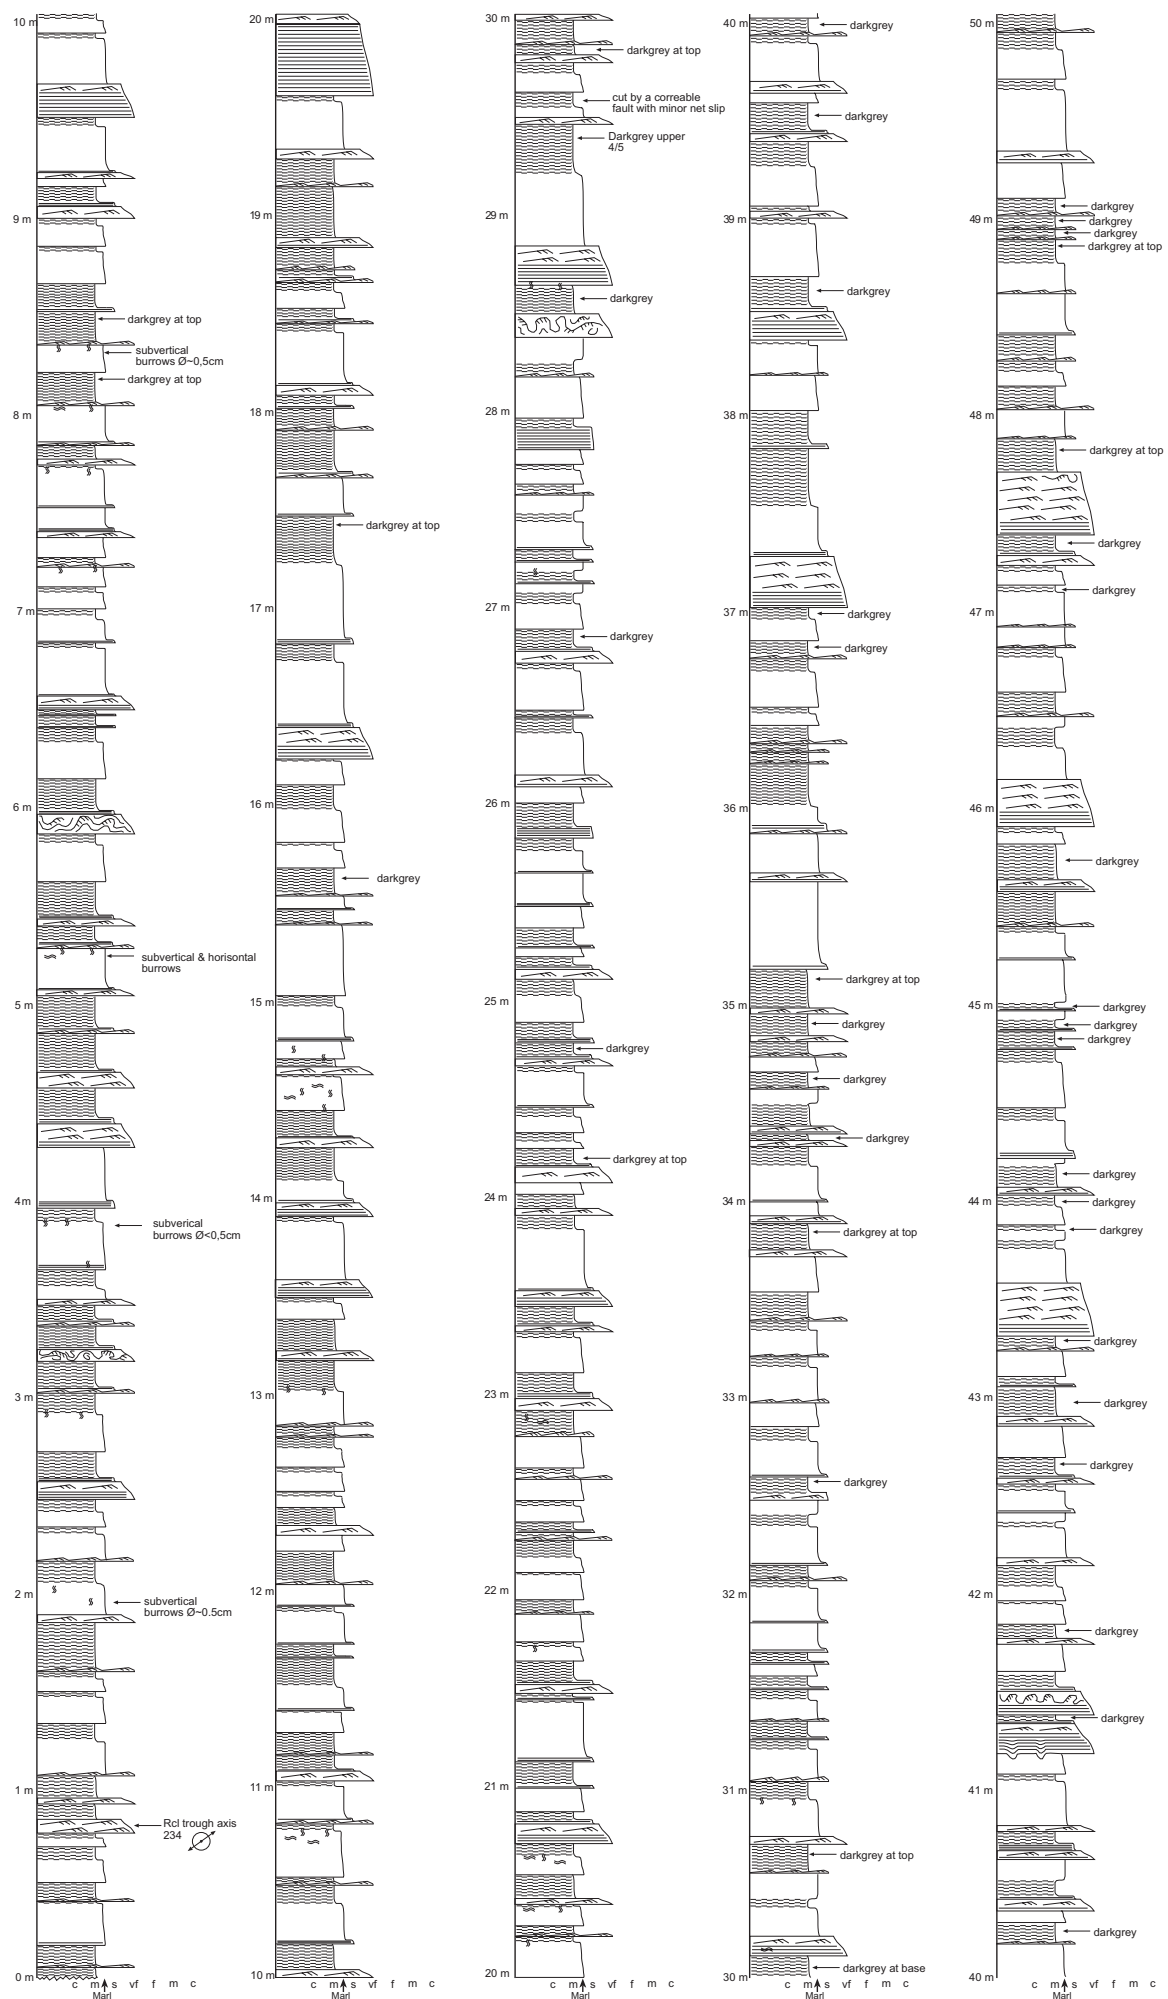 10 m
9 m
darkgrey at top
subvertical
burrows Ø~0,5cm
darkgrey at top
8 m
7 m
6 m
subvertical & horisontal
burrows
5 m
4m
subverical
burrows Ø<0,5cm
3 m
2 m
subvertical
burrows Ø~0.5cm
1 m
Rcl trough axis
234
0 m
c m s vf f m c
Marl
20 m
19 m
18 m
darkgrey at top
17 m
16 m
darkgrey
15 m
14 m
13 m
12 m
11 m
10 m
c m s vf f m c
Marl
30 m
darkgrey at top
cut by a correable
fault with minor net slip
Darkgrey upper
4/5
29 m
darkgrey
28 m
27 m
darkgrey
26 m
25 m
darkgrey
darkgrey at top
24 m
23 m
22 m
21 m
20 m
c m s vf f m c
Marl
40 m
darkgrey
darkgrey
39 m
darkgrey
38 m
37 m
darkgrey
darkgrey
36 m
darkgrey at top
35 m
darkgrey
darkgrey
darkgrey
34 m
darkgrey at top
33 m
darkgrey
32 m
31 m
darkgrey at top
darkgrey at base
30 m
c m s vf f m c
Marl
50 m
darkgrey
49 m
darkgrey
darkgrey
darkgrey at top
48 m
darkgrey at top
darkgrey
darkgrey
47 m
46 m
darkgrey
45 m
darkgrey
darkgrey
darkgrey
darkgrey
44 m
darkgrey
darkgrey
darkgrey
43 m
darkgrey
darkgrey
42 m
darkgrey
darkgrey
41 m
darkgrey
40 m
c m s vf f m c
Marl